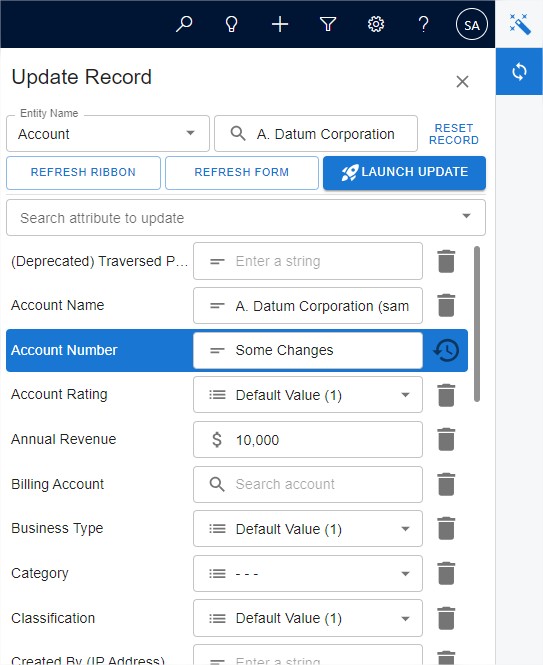 SA
Update Record
Entity Name
Account
A. Datum Corporation
RESET
RECORD
REFRESH RIBBON
REFRESH FORM
LAUNCH UPDATE
Search attribute to update
(Deprecated) Traversed P...
Enter a string
Account Name
A. Datum Corporation (sam
Account Number
Some Changes
Account Rating
Default Value (1)
Annual Revenue
$ 10,000
Billing Account
Search account
Business Type
Default Value (1)
Category
- - -
Classification
Default Value (1)
Created By (IP Address)
Enter a string